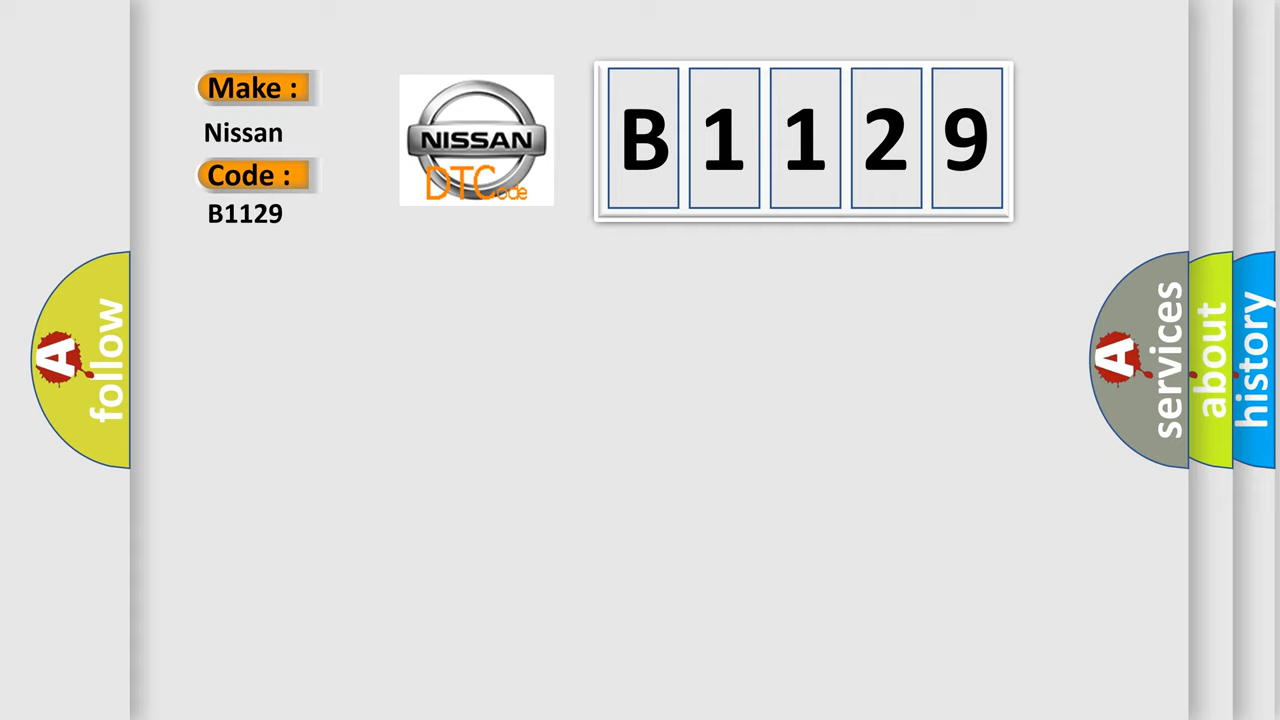 Make :
Nissan
Code :
B1129
NISSAN
DTCode
B 1 1 2 9
A follow
A services
about
history